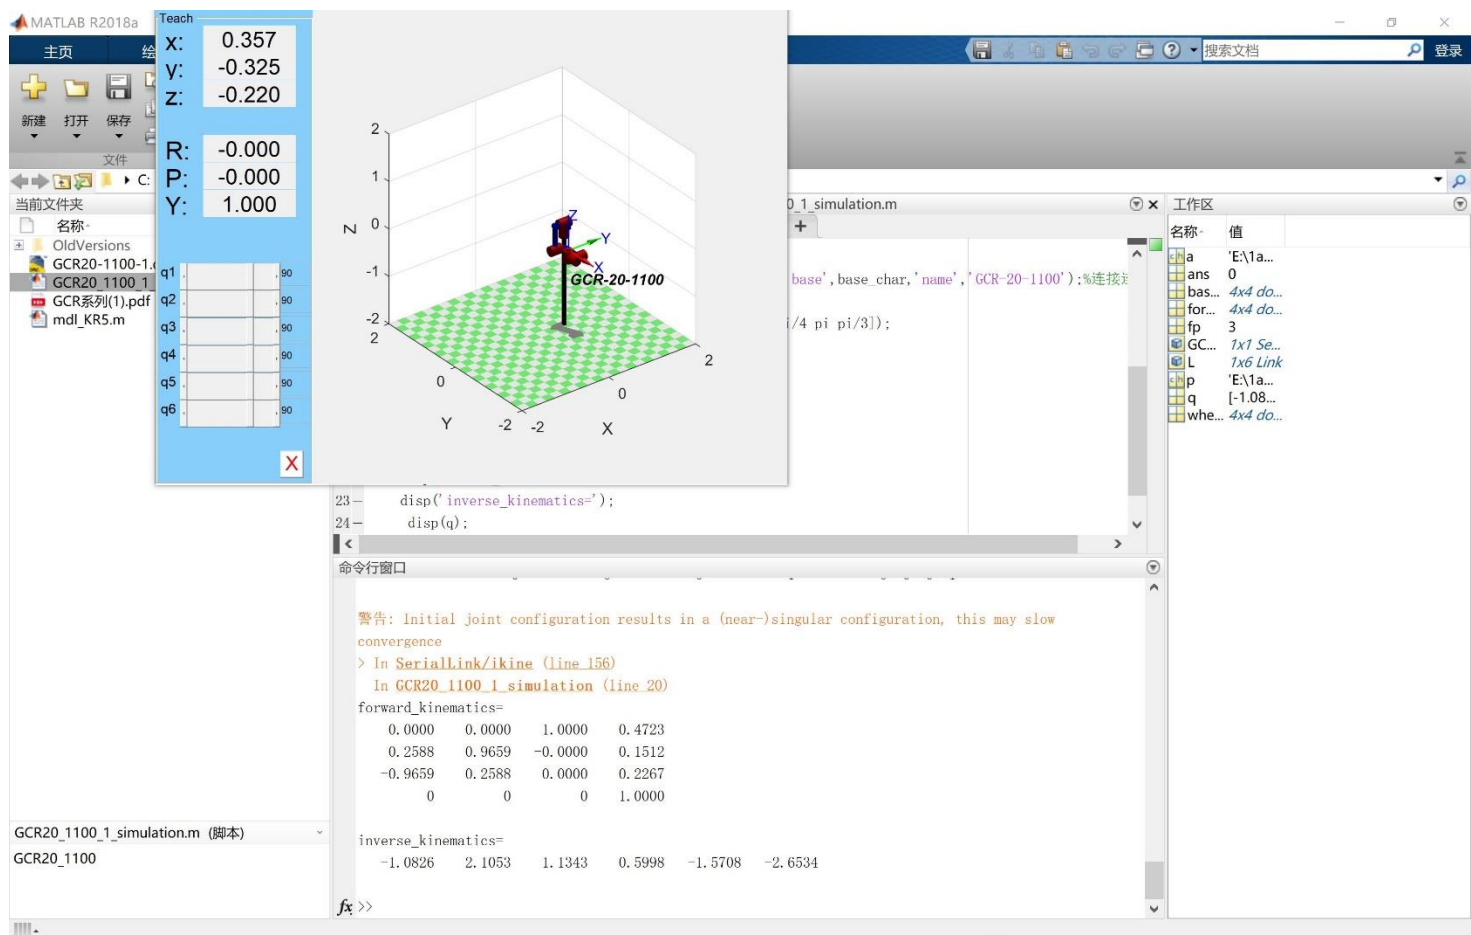 MATLAB R2018a
主页
搜索文档
登录
新建
打开
保存
文件
C:
Teach
x: 0.357
y: -0.325
z: -0.220
R: -0.000
P: -0.000
Y: 1.000
q1 90
q2 90
q3 90
q4 90
q5 90
q6 90
X
2
1
0
-1
-2
Z
2
0
-2
Y
-2
0
2
X
Z
Y
X
GCR-20-1100
当前文件夹
名称
OldVersions
GCR20-1100-1.
GCR20_1100_1_
GCR系列(1).pdf
mdl_KR5.m
GCR20_1100_1_simulation.m (脚本)
GCR20_1100
0_1_simulation.m
+
base',base_char,'name','GCR-20-1100');%连接
i/4 pi pi/3]);
23 disp('inverse_kinematics=');
24 disp(q);
命令行窗口
警告: Initial joint configuration results in a (near-)singular configuration, this may slow
convergence
> In SerialLink/ikine (line 156)
In GCR20_1100_1_simulation (line 20)
forward_kinematics=
0.0000 0.0000 1.0000 0.4723
0.2588 0.9659 -0.0000 0.1512
-0.9659 0.2588 0.0000 0.2267
0 0 0 1.0000
inverse_kinematics=
-1.0826 2.1053 1.1343 0.5998 -1.5708 -2.6534
fx >>
工作区
名称 值
a 'E:\1a...
ans 0
bas... 4x4 do...
for... 4x4 do...
fp 3
GC... 1x1 Se...
L 1x6 Link
p 'E:\1a...
q [-1.08...
whe... 4x4 do...